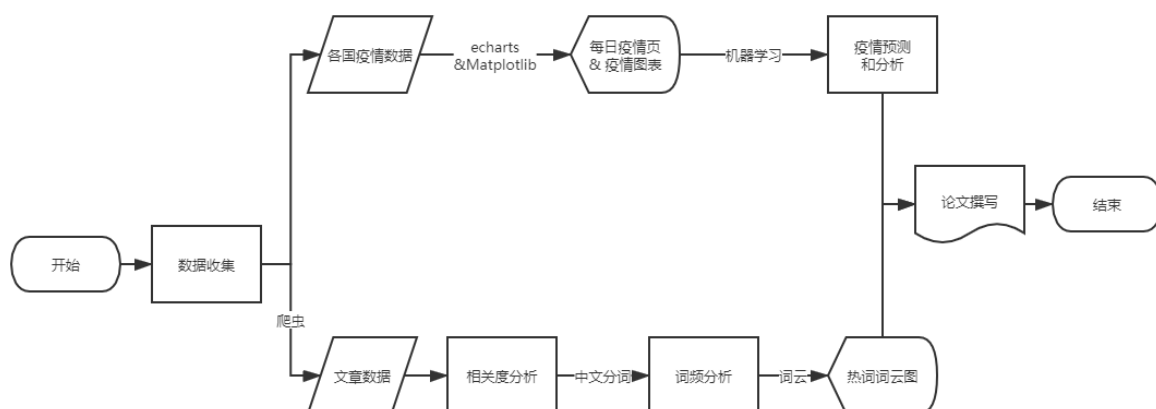 各国疫情数据
echarts
&Matplotlib
每日疫情页
& 疫情图表
机器学习
疫情预测
和分析
论文撰写
结束
开始
数据收集
爬虫
文章数据
相关度分析
中文分词
词频分析
词云
热词词云图